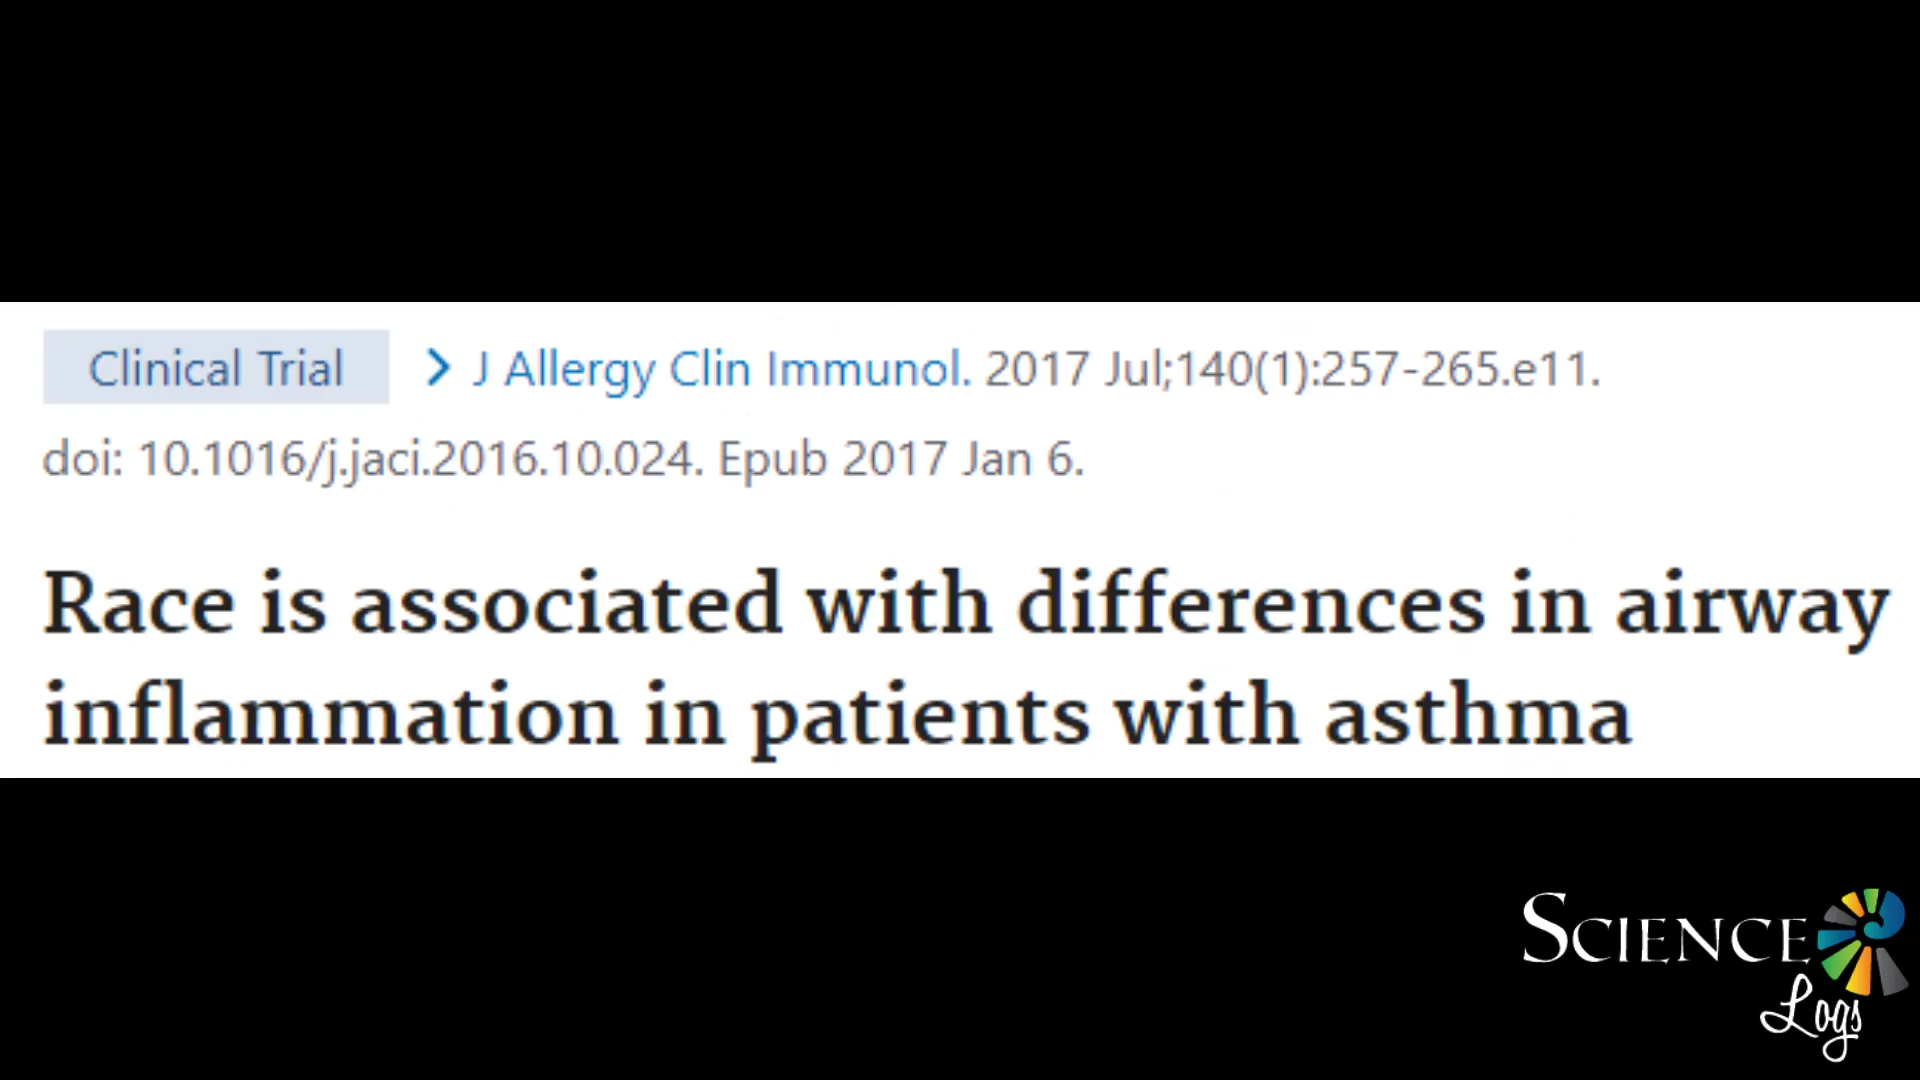 Clinical Trial > J Allergy Clin Immunol. 2017 Jul;140(1):257-265.e11.
doi: 10.1016/j.jaci.2016.10.024. Epub 2017 Jan 6.
Race is associated with differences in airway
inflammation in patients with asthma
SCIENCE
Logs